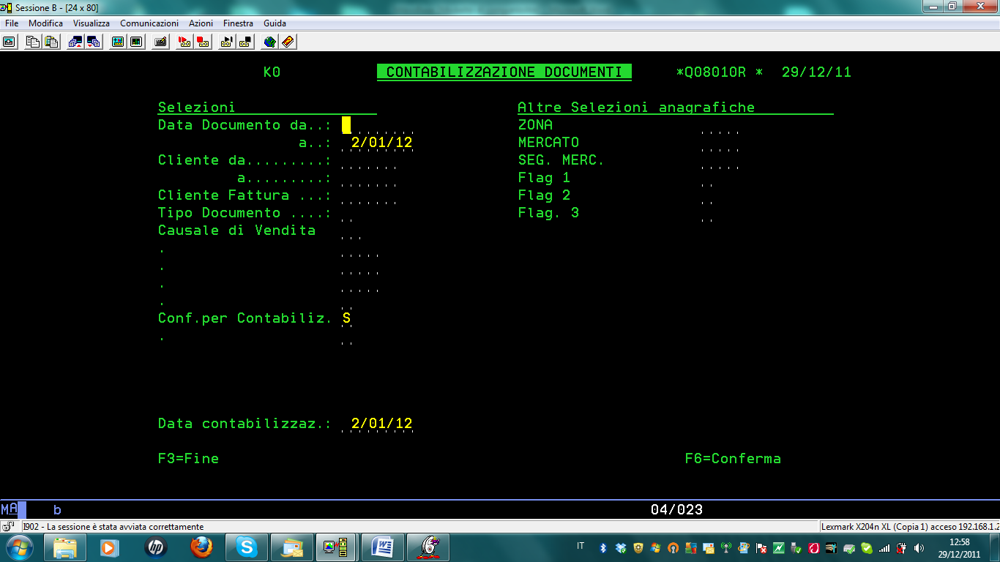 Sessione B - [24 x 80]
File Modifica Visualizza Comunicazioni Azioni Finestra Guida
K0 CONTABILIZZAZIONE DOCUMENTI *Q08010R * 29/12/11
Selezioni Altre Selezioni anagrafiche
Data Documento da..: ZONA
a..: 2/01/12 MERCATO
Cliente da.........: SEG. MERC.
a.........: Flag 1
Cliente Fattura ...: Flag 2
Tipo Documento ....: Flag. 3
Causale di Vendita
.
.
.
.
Conf.per Contabiliz. S
.
Data contabilizzaz.: 2/01/12
F3=Fine F6=Conferma
MA b 04/023
I902 - La sessione è stata avviata correttamente Lexmark X204n XL (Copia 1) acceso 192.168.1.2
IT 12:58
29/12/2011